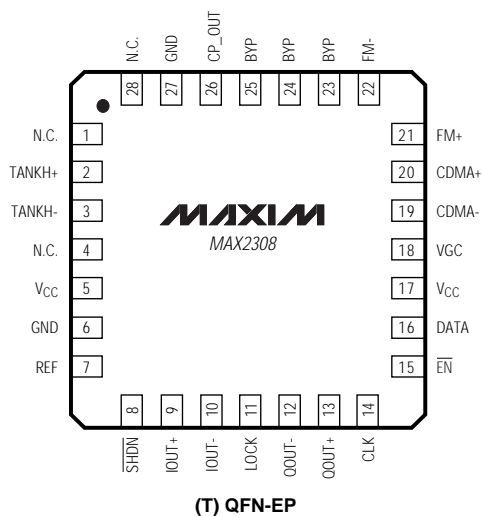 N.C.
GND
CP_OUT
BYP
BYP
BYP
FM-
28
27
26
25
24
23
22
N.C. 1
TANKH+ 2
TANKH- 3
N.C. 4
VCC 5
GND 6
REF 7
MAXIM
MAX2308
21 FM+
20 CDMA+
19 CDMA-
18 VGC
17 VCC
16 DATA
15 EN
8
9
10
11
12
13
14
SHDN
IOUT+
IOUT-
LOCK
QOUT-
QOUT+
CLK
(T) QFN-EP